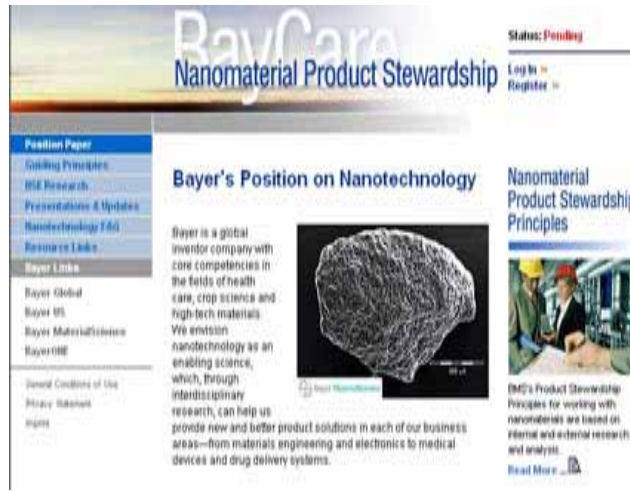 BayCare
Nanomaterial Product Stewardship
Status: Pending
Log In »
Register »
Position Paper
Guiding Principles
HSE Research
Presentations & Updates
Nanotechnology FAQ
Resource Links
Bayer Links
Bayer Global
Bayer US
Bayer MaterialScience
BayerONE
General Conditions of Use
Privacy Statement
Imprint
Bayer's Position on Nanotechnology
Bayer is a global
inventor company with
core competencies in
the fields of health
care, crop science and
high-tech materials.
We envision
nanotechnology as an
enabling science,
which, through
interdisciplinary
research, can help us
provide new and better product solutions in each of our business
areas—from materials engineering and electronics to medical
devices and drug delivery systems.
Bayer MaterialScience
Nanomaterial
Product Stewardship
Principles
BMS's Product Stewardship
Principles for working with
nanomaterials are based on
internal and external research
and analysis.
Read More ...